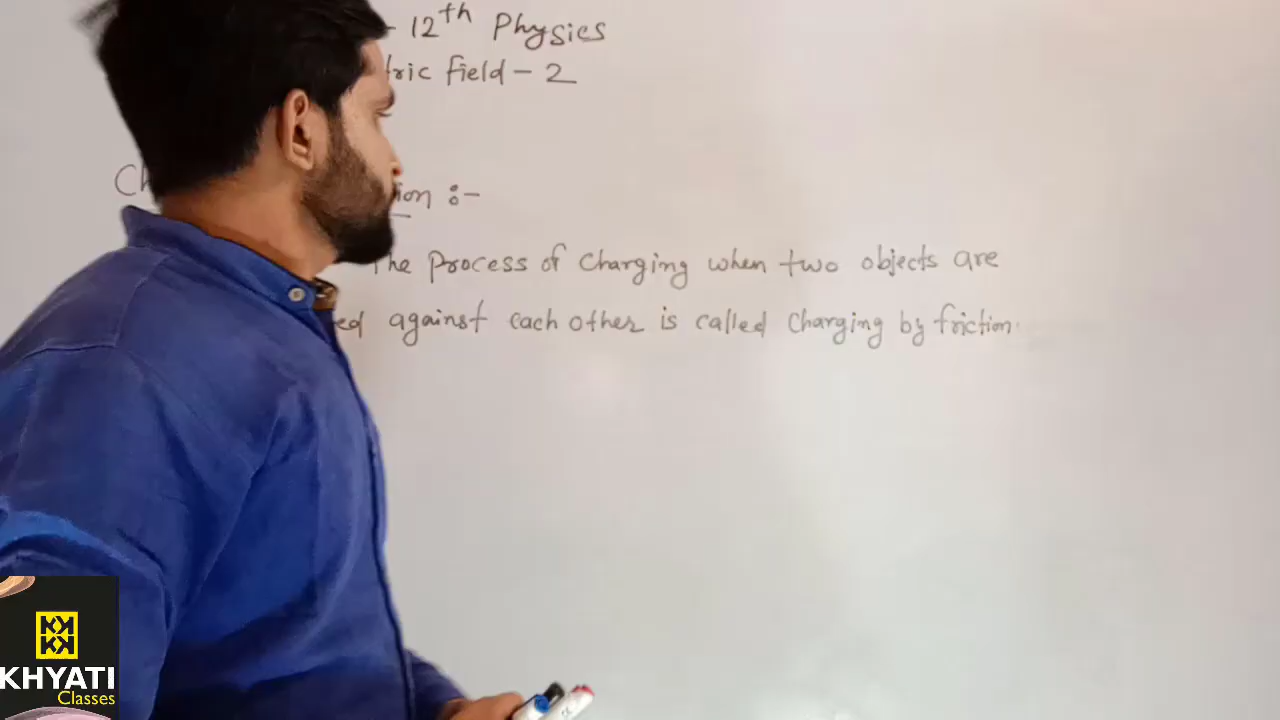 - 12th Physics
tric field - 2
ion :-
The process of charging when two objects are
ed against each other is called charging by friction.
KHYATI
Classes